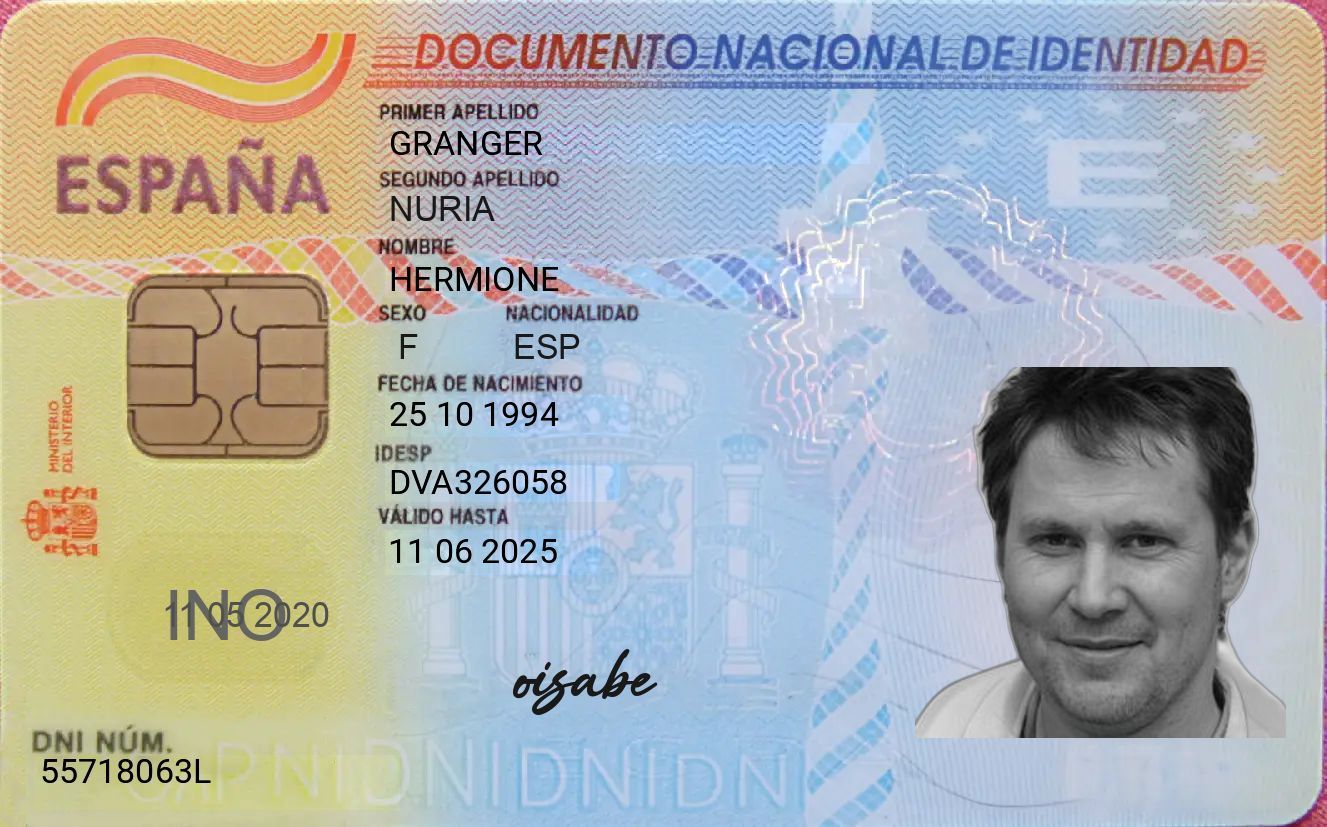 DOCUMENTO NACIONAL DE IDENTIDAD
ESPAÑA
PRIMER APELLIDO
GRANGER
SEGUNDO APELLIDO
NURIA
NOMBRE
HERMIONE
SEXO NACIONALIDAD
F ESP
FECHA DE NACIMIENTO
25 10 1994
IDESP
DVA326058
VÁLIDO HASTA
11 06 2025
MINISTERIO
DEL INTERIOR
E
INO
11 05 2020
oisabe
DNI NÚM.
55718063L
DNIDNIDN